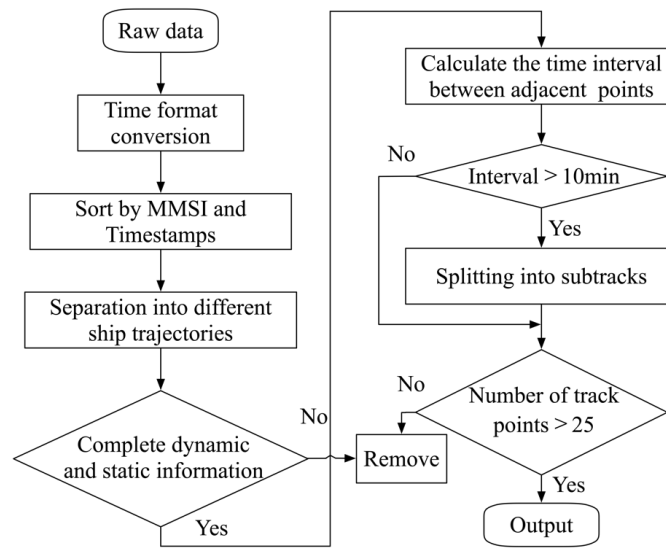 Raw data
Time format
conversion
Sort by MMSI and
Timestamps
Separation into different
ship trajectories
Complete dynamic
and static information
No
Yes
Remove
Calculate the time interval
between adjacent points
No
Interval > 10min
Yes
Splitting into subtracks
No
Number of track
points > 25
Yes
Output